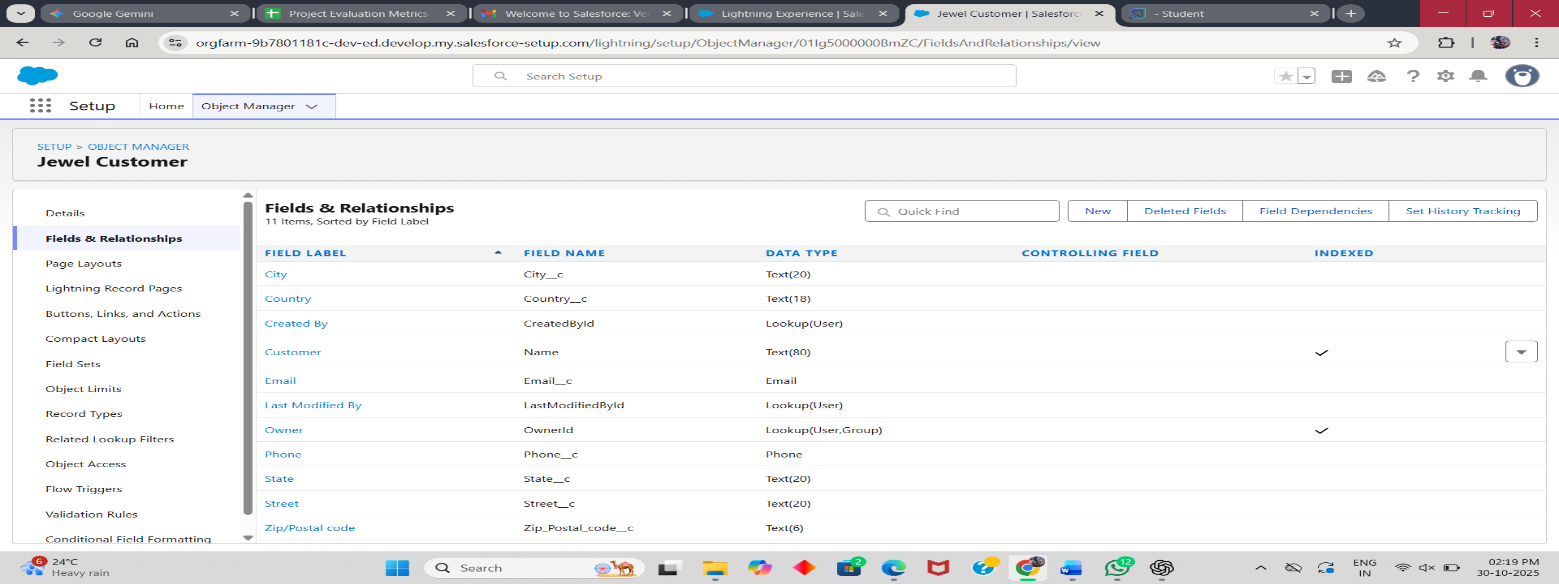 Google Gemini
Project Evaluation Metrics
Welcome to Salesforce: Ve
Lightning Experience | Sale
Jewel Customer | Salesforc
- Student
orgfarm-9b7801181c-dev-ed.develop.my.salesforce-setup.com/lightning/setup/ObjectManager/01Ig5000000BmZC/FieldsAndRelationships/view
Search Setup
Setup Home Object Manager
SETUP > OBJECT MANAGER
Jewel Customer
Details
Fields & Relationships
Page Layouts
Lightning Record Pages
Buttons, Links, and Actions
Compact Layouts
Field Sets
Object Limits
Record Types
Related Lookup Filters
Object Access
Flow Triggers
Validation Rules
Conditional Field Formatting
Fields & Relationships
11 Items, Sorted by Field Label
Quick Find
New Deleted Fields Field Dependencies Set History Tracking
FIELD LABEL FIELD NAME DATA TYPE CONTROLLING FIELD INDEXED
City City__c Text(20)
Country Country__c Text(18)
Created By CreatedById Lookup(User)
Customer Name Text(80)
Email Email__c Email
Last Modified By LastModifiedById Lookup(User)
Owner OwnerId Lookup(User,Group)
Phone Phone__c Phone
State State__c Text(20)
Street Street__c Text(20)
Zip/Postal code Zip_Postal_code__c Text(6)
6
24°C
Heavy rain
Search
2
12
ENG
IN
02:19 PM
30-10-2025